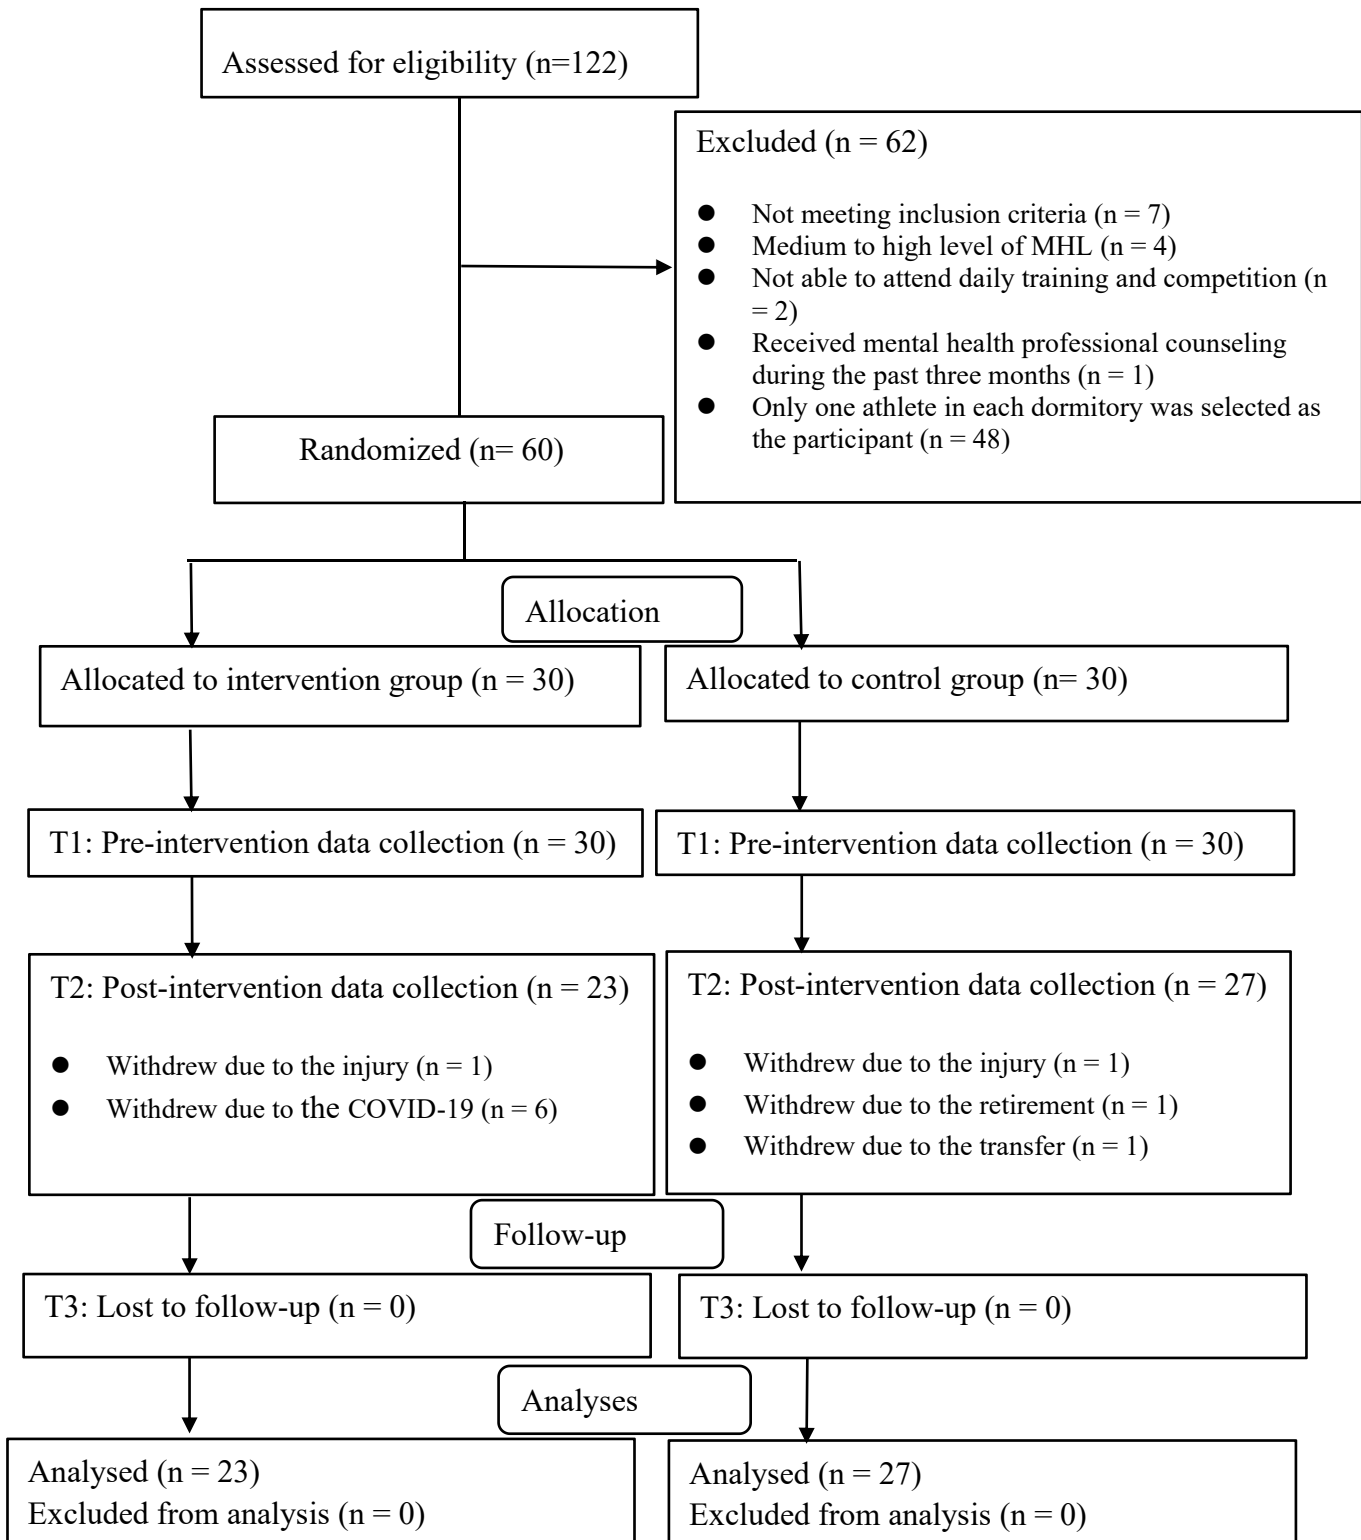 Assessed for eligibility (n=122)
Excluded (n = 62)
● Not meeting inclusion criteria (n = 7)
● Medium to high level of MHL (n = 4)
● Not able to attend daily training and competition (n
= 2)
● Received mental health professional counseling
during the past three months (n = 1)
● Only one athlete in each dormitory was selected as
the participant (n = 48)
Randomized (n= 60)
Allocation
Allocated to intervention group (n = 30)
Allocated to control group (n= 30)
T1: Pre-intervention data collection (n = 30)
T1: Pre-intervention data collection (n = 30)
T2: Post-intervention data collection (n = 23)
● Withdrew due to the injury (n = 1)
● Withdrew due to the COVID-19 (n = 6)
T2: Post-intervention data collection (n = 27)
● Withdrew due to the injury (n = 1)
● Withdrew due to the retirement (n = 1)
● Withdrew due to the transfer (n = 1)
Follow-up
T3: Lost to follow-up (n = 0)
T3: Lost to follow-up (n = 0)
Analyses
Analysed (n = 23)
Excluded from analysis (n = 0)
Analysed (n = 27)
Excluded from analysis (n = 0)